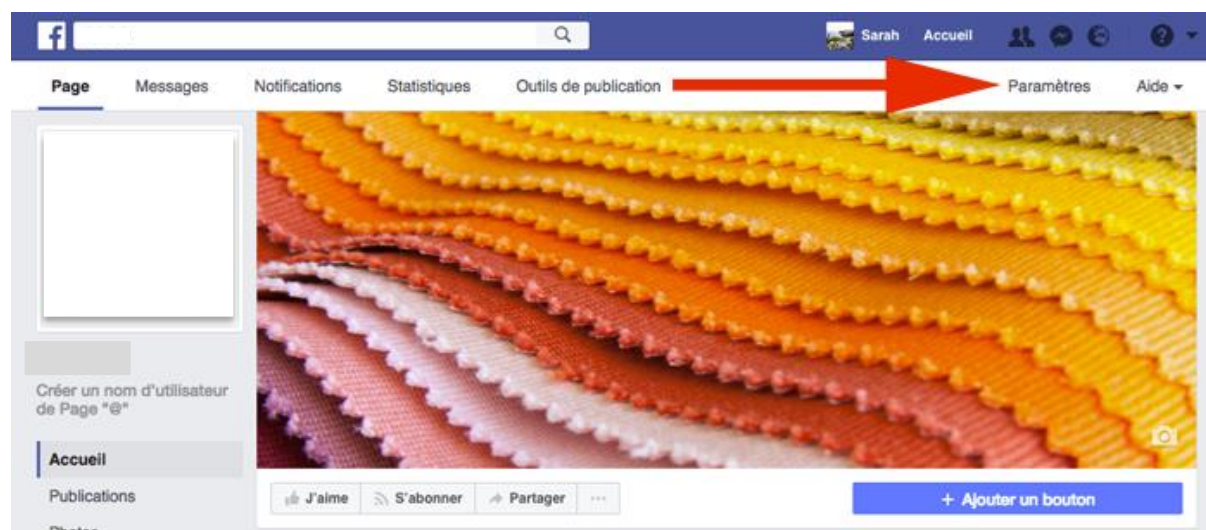 f
Sarah Accueil
Page Messages Notifications Statistiques Outils de publication Paramètres Aide
Créer un nom d'utilisateur
de Page "@"
Accueil
Publications
Photos
J'aime S'abonner Partager ...
+ Ajouter un bouton